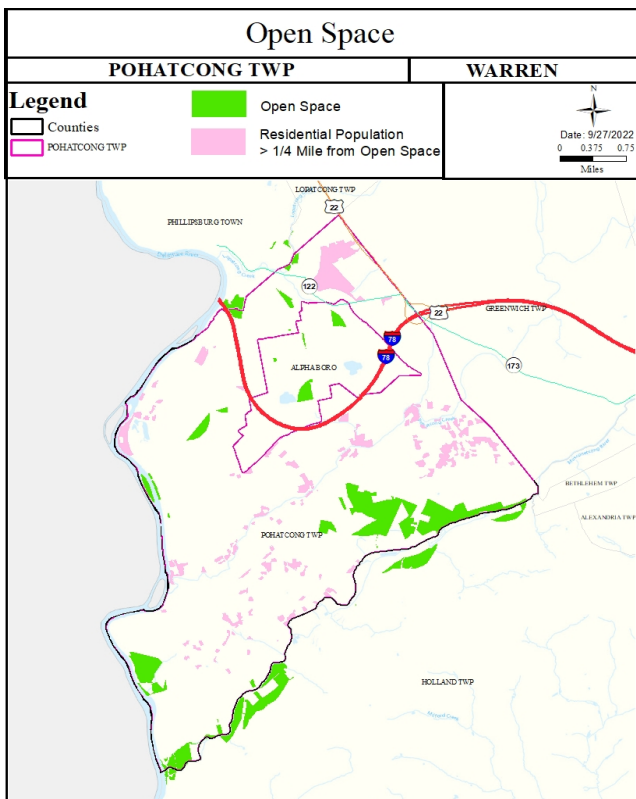 Open Space
POHATCONG TWP
WARREN
Legend
Counties
POHATCONG TWP
Open Space
Residential Population
> 1/4 Mile from Open Space
N
Date: 9/27/2022
0 0.375 0.75
Miles
LOPATCONG TWP
22
PHILLIPSBURG TOWN
122
22
GREENWICH TWP
78
78
173
ALPHA BORO
BETHLEHEM TWP
ALEXANDRIA TWP
POHATCONG TWP
HOLLAND TWP